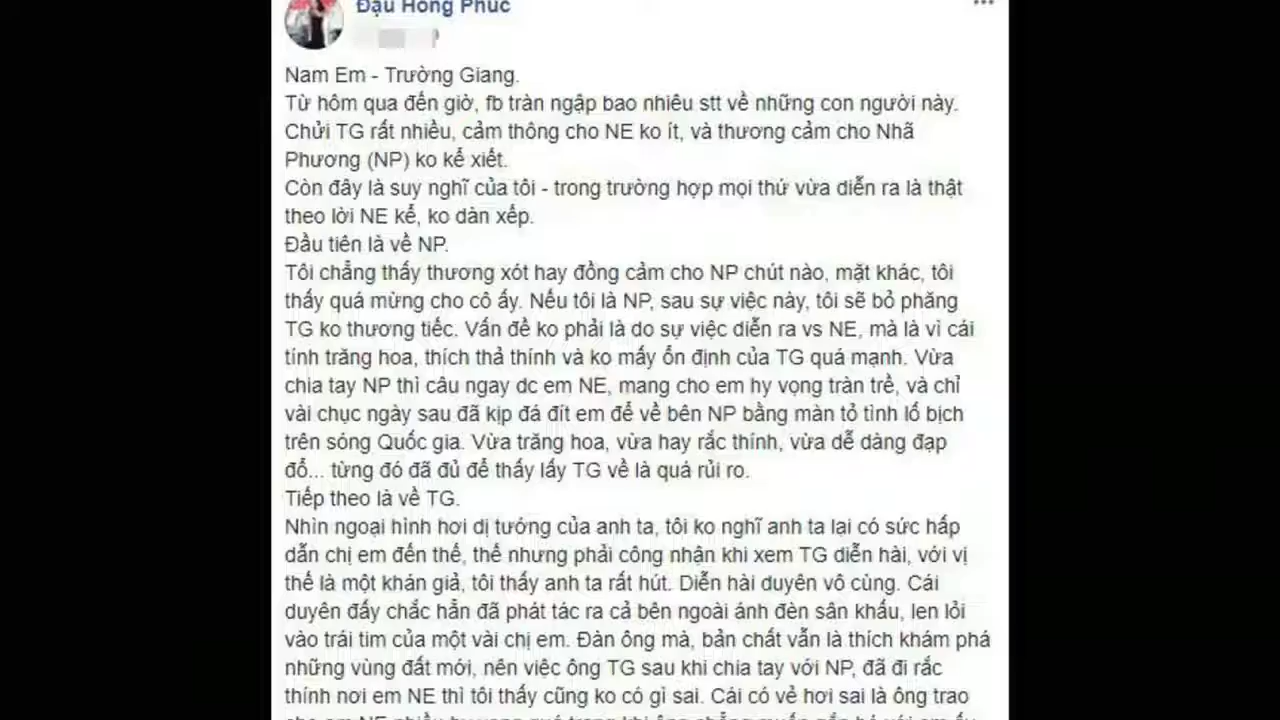 Đậu Hồng Phúc
Nam Em - Trường Giang.
Từ hôm qua đến giờ, fb tràn ngập bao nhiêu stt về những con người này.
Chửi TG rất nhiều, cảm thông cho NE ko ít, và thương cảm cho Nhã
Phương (NP) ko kể xiết.
Còn đây là suy nghĩ của tôi - trong trường hợp mọi thứ vừa diễn ra là thật
theo lời NE kể, ko dàn xếp.
Đầu tiên là về NP.
Tôi chẳng thấy thương xót hay đồng cảm cho NP chút nào, mặt khác, tôi
thấy quá mừng cho cô ấy. Nếu tôi là NP, sau sự việc này, tôi sẽ bỏ phăng
TG ko thương tiếc. Vấn đề ko phải là do sự việc diễn ra vs NE, mà là vì cái
tính trăng hoa, thích thả thính và ko mấy ổn định của TG quá mạnh. Vừa
chia tay NP thì câu ngay dc em NE, mang cho em hy vọng tràn trề, và chỉ
vài chục ngày sau đã kịp đá đít em để về bên NP bằng màn tỏ tình lố bịch
trên sóng Quốc gia. Vừa trăng hoa, vừa hay rắc thính, vừa dễ dàng đạp
đổ... từng đó đã đủ để thấy lấy TG về là quá rủi ro.
Tiếp theo là về TG.
Nhìn ngoại hình hơi dị tướng của anh ta, tôi ko nghĩ anh ta lại có sức hấp
dẫn chị em đến thế, thế nhưng phải công nhận khi xem TG diễn hài, với vị
thế là một khán giả, tôi thấy anh ta rất hút. Diễn hài duyên vô cùng. Cái
duyên đấy chắc hẳn đã phát tác ra cả bên ngoài ánh đèn sân khấu, len lỏi
vào trái tim của một vài chị em. Đàn ông mà, bản chất vẫn là thích khám phá
những vùng đất mới, nên việc ông TG sau khi chia tay với NP, đã đi rắc
thính nơi em NE thì tôi thấy cũng ko có gì sai. Cái có vẻ hơi sai là ông trao